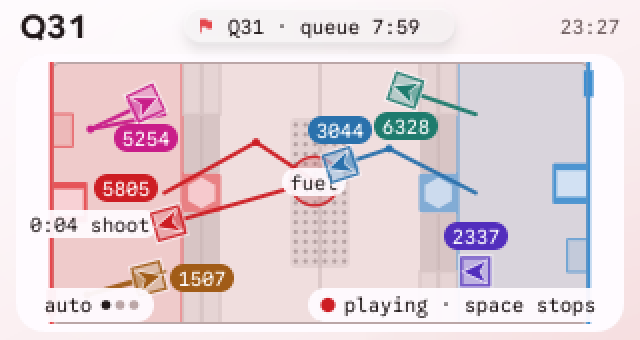 Q31
Q31 · queue 7:59
23:27
5254
3044
6328
5805
fuel
0:04 shoot
2337
1507
auto
playing · space stops